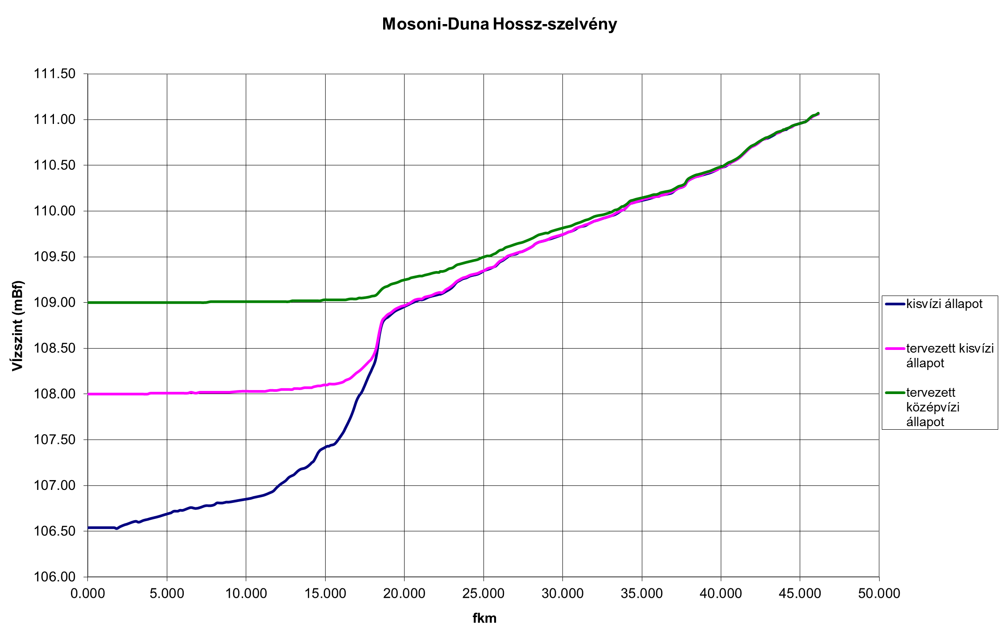 Mosoni-Duna Hossz-szelvény
111.50
111.00
110.50
110.00
109.50
109.00
108.50
108.00
107.50
107.00
106.50
106.00
Vízszint (mBf)
0.000 5.000 10.000 15.000 20.000 25.000 30.000 35.000 40.000 45.000 50.000
fkm
kisvízi állapot
tervezett kisvízi
állapot
tervezett
középvízi
állapot